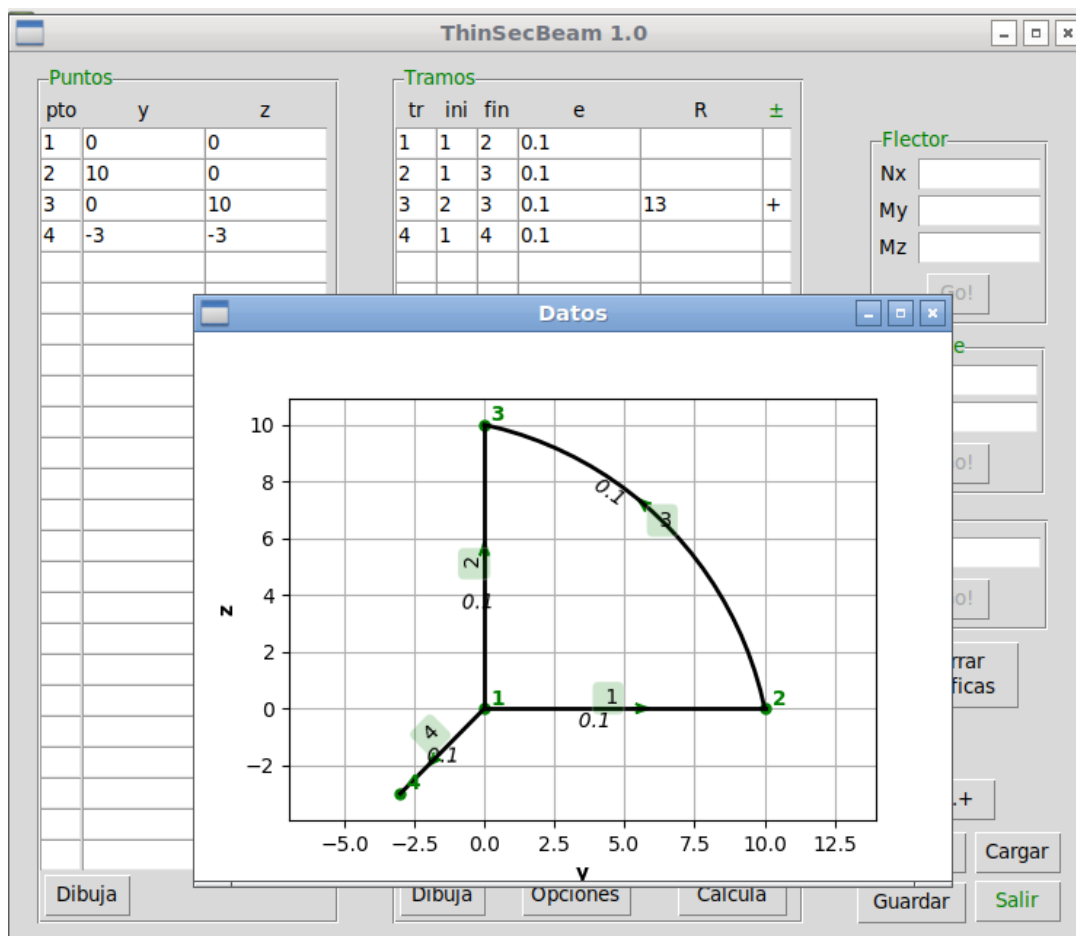 ThinSecBeam 1.0
Puntos
pto y z
1 0 0
2 10 0
3 0 10
4 -3 -3
Tramos
tr ini fin e R ±
1 1 2 0.1
2 1 3 0.1
3 2 3 0.1 13 +
4 1 4 0.1
Flector
Nx
My
Mz
Go!
Datos
10
8
6
4
2
0
−2
z
−5.0 −2.5 0.0 2.5 5.0 7.5 10.0 12.5
y
3
0.1
3
2
0.1
1
1
0.1
2
4
0.1
4
Cargar
Dibuja
Dibuja Opciones Calcula
Guardar Salir